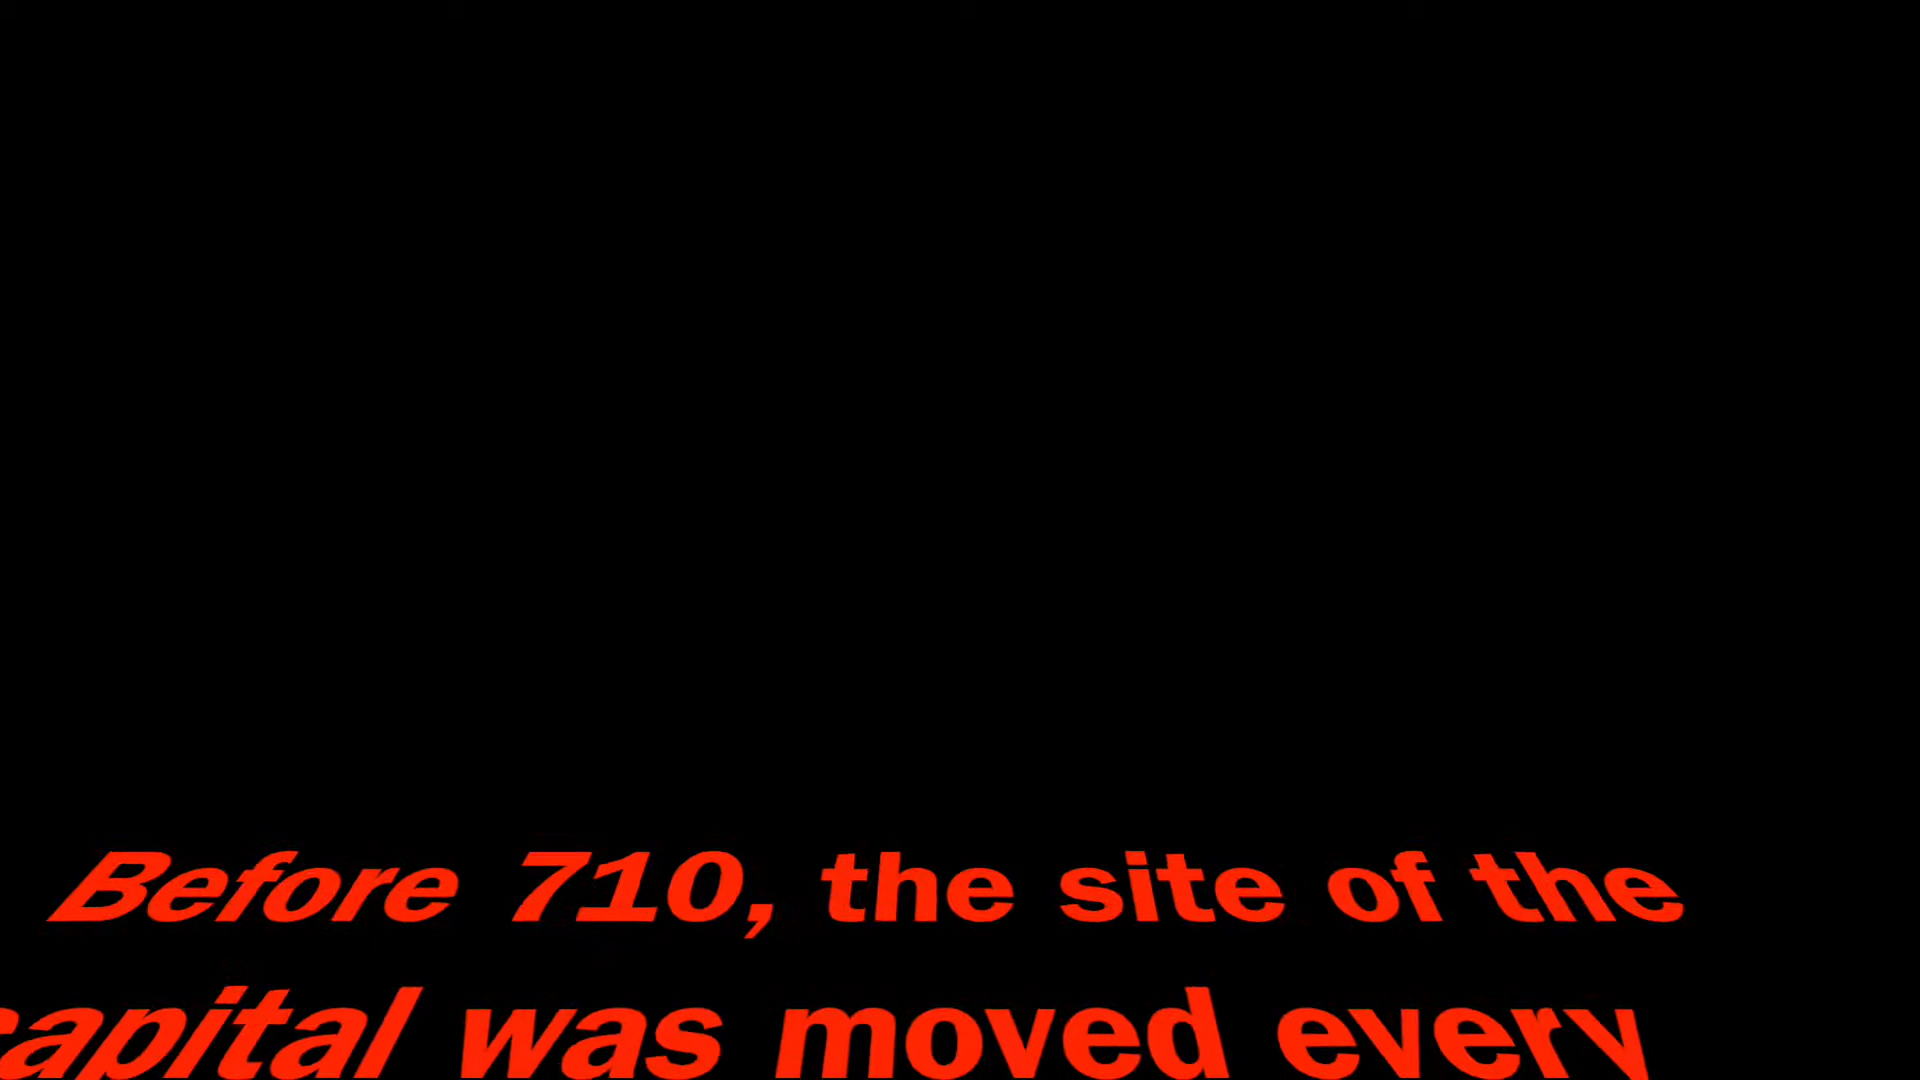 Before 710, the site of the
capital was moved every